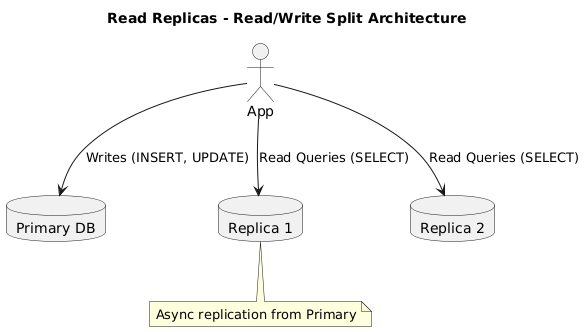 Read Replicas - Read/Write Split Architecture
App
Writes (INSERT, UPDATE)
Read Queries (SELECT)
Read Queries (SELECT)
Primary DB
Replica 1
Replica 2
Async replication from Primary